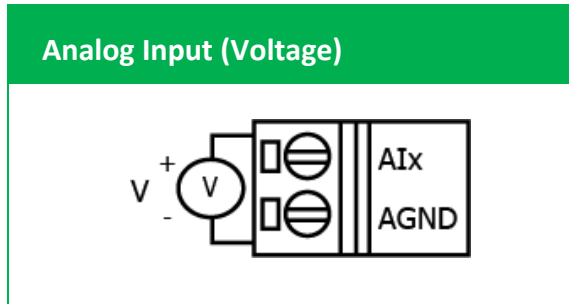 Analog Input (Voltage)
+
V
V
-
AIx
AGND